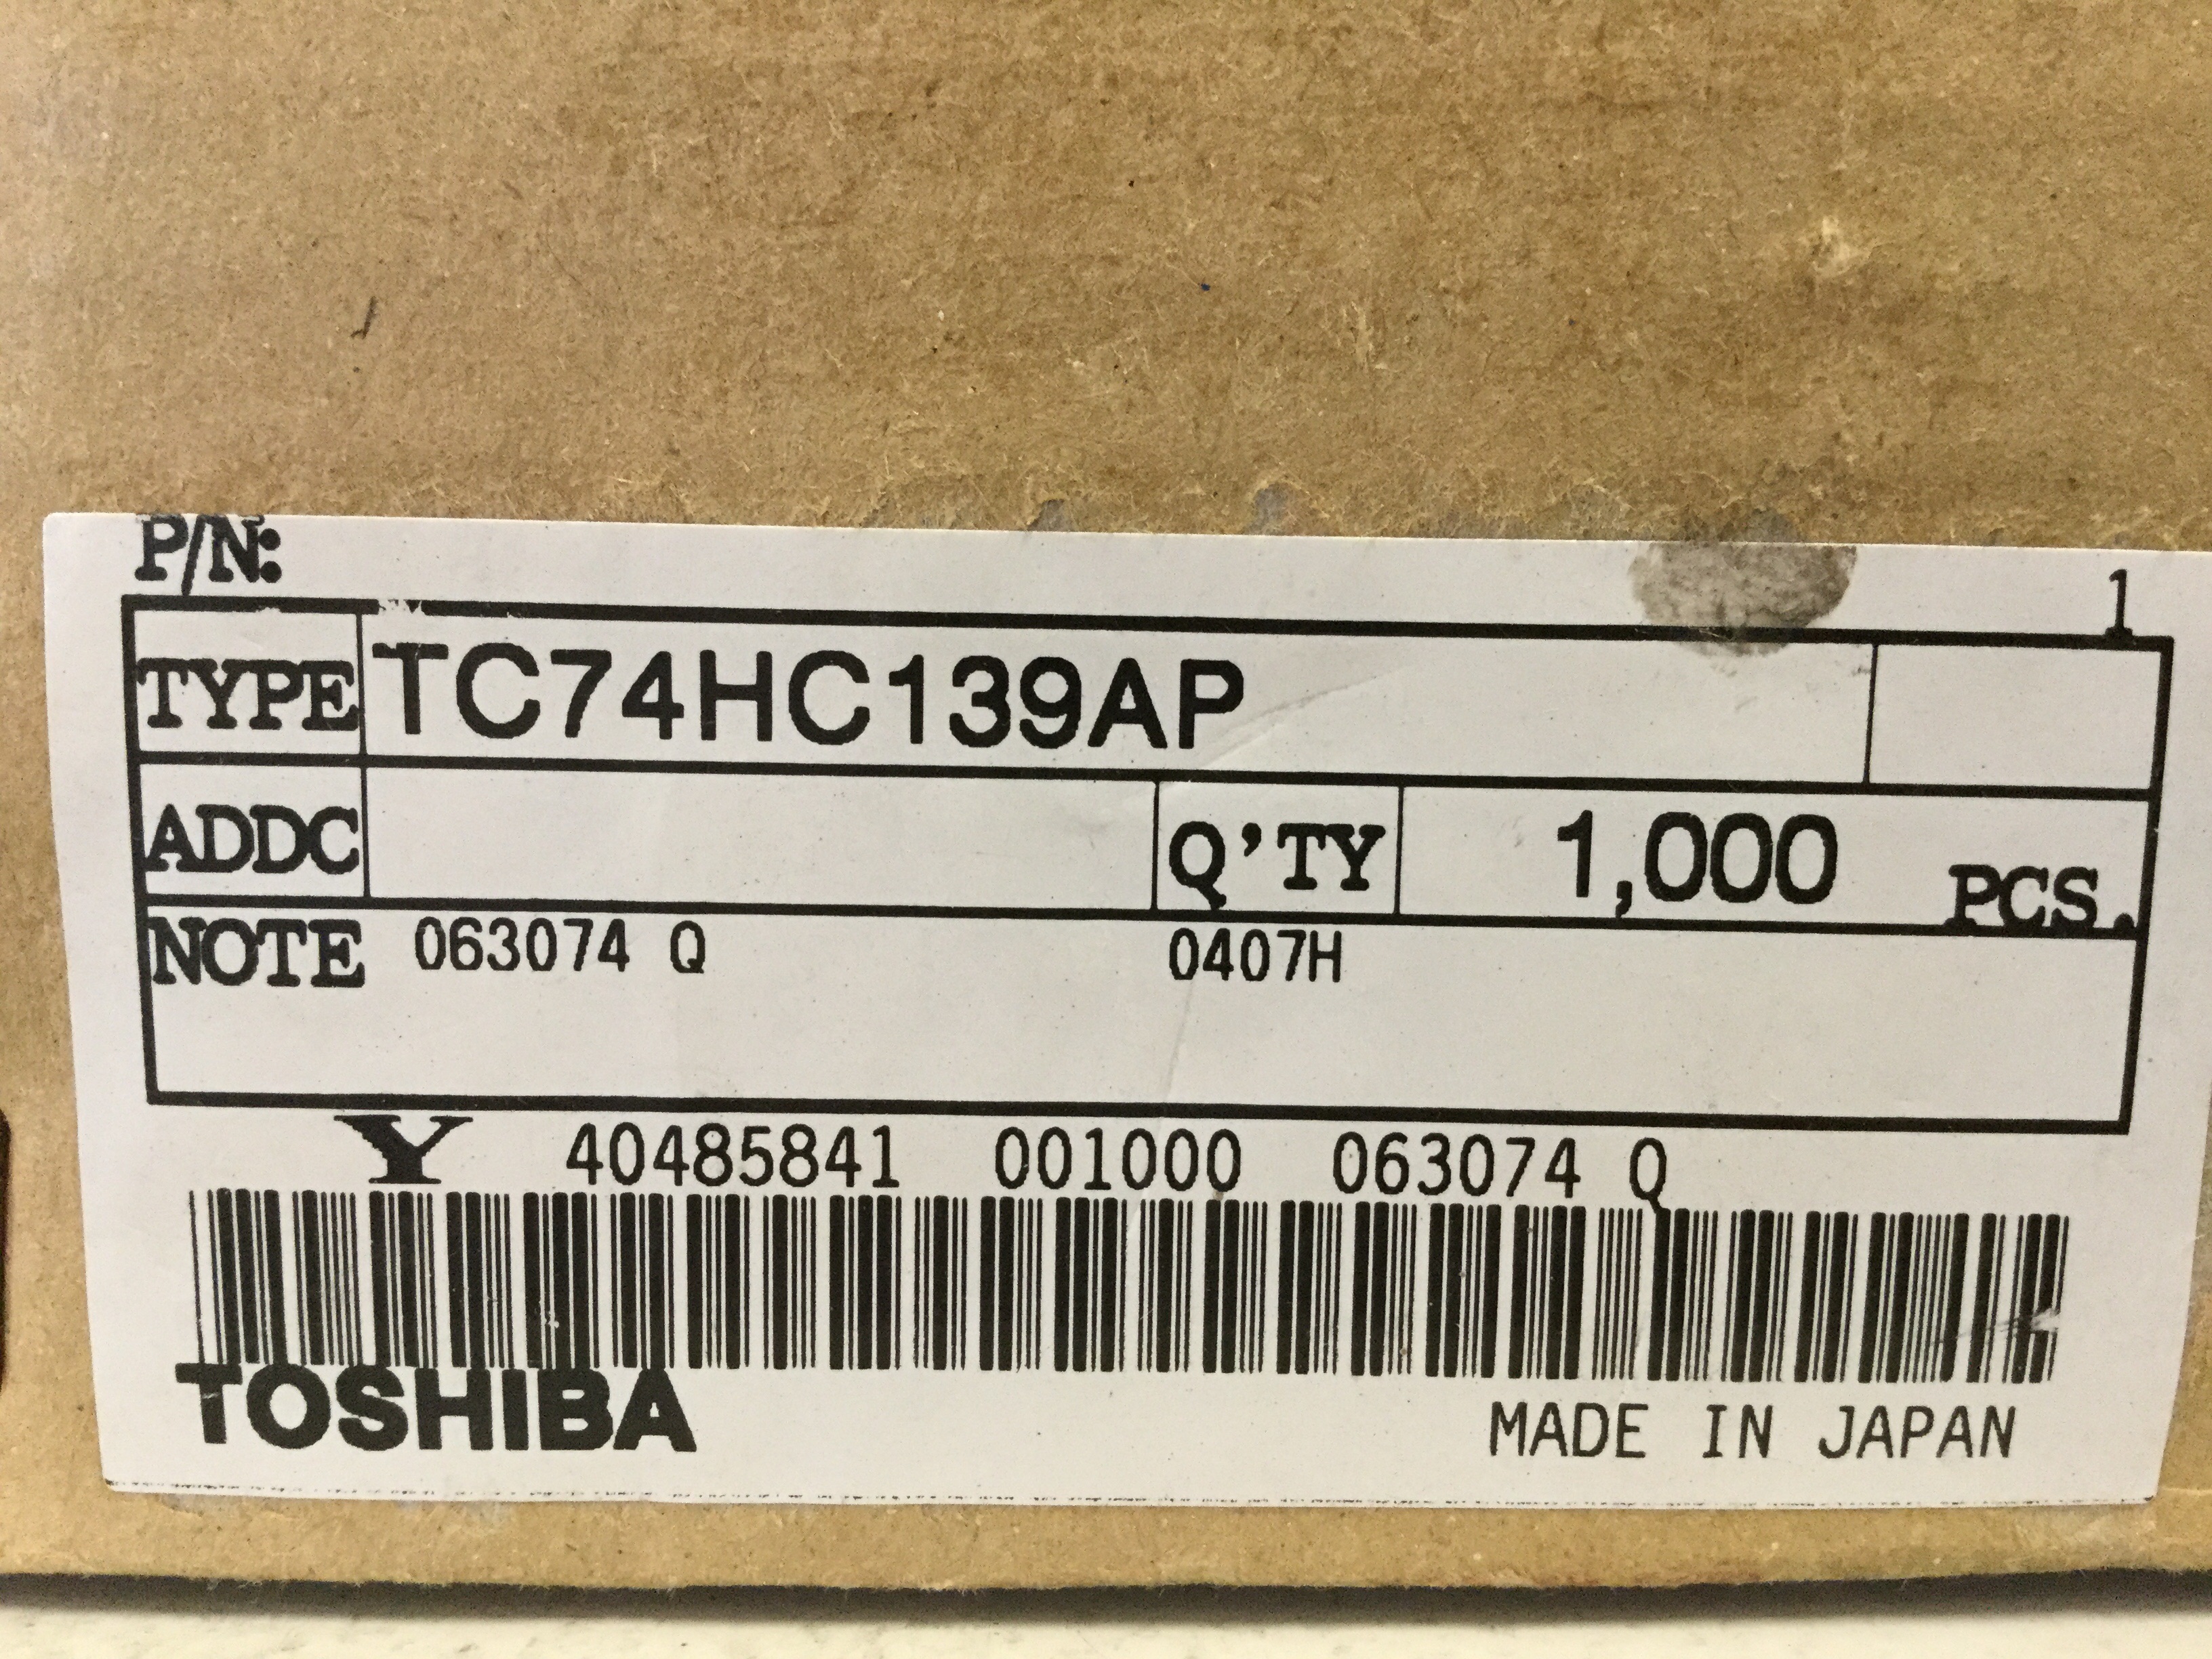 P/N:
1
TYPE TC74HC139AP
ADDC Q'TY 1,000 PCS.
NOTE 063074 Q 0407H
Y 40485841 001000 063074 Q
TOSHIBA
MADE IN JAPAN